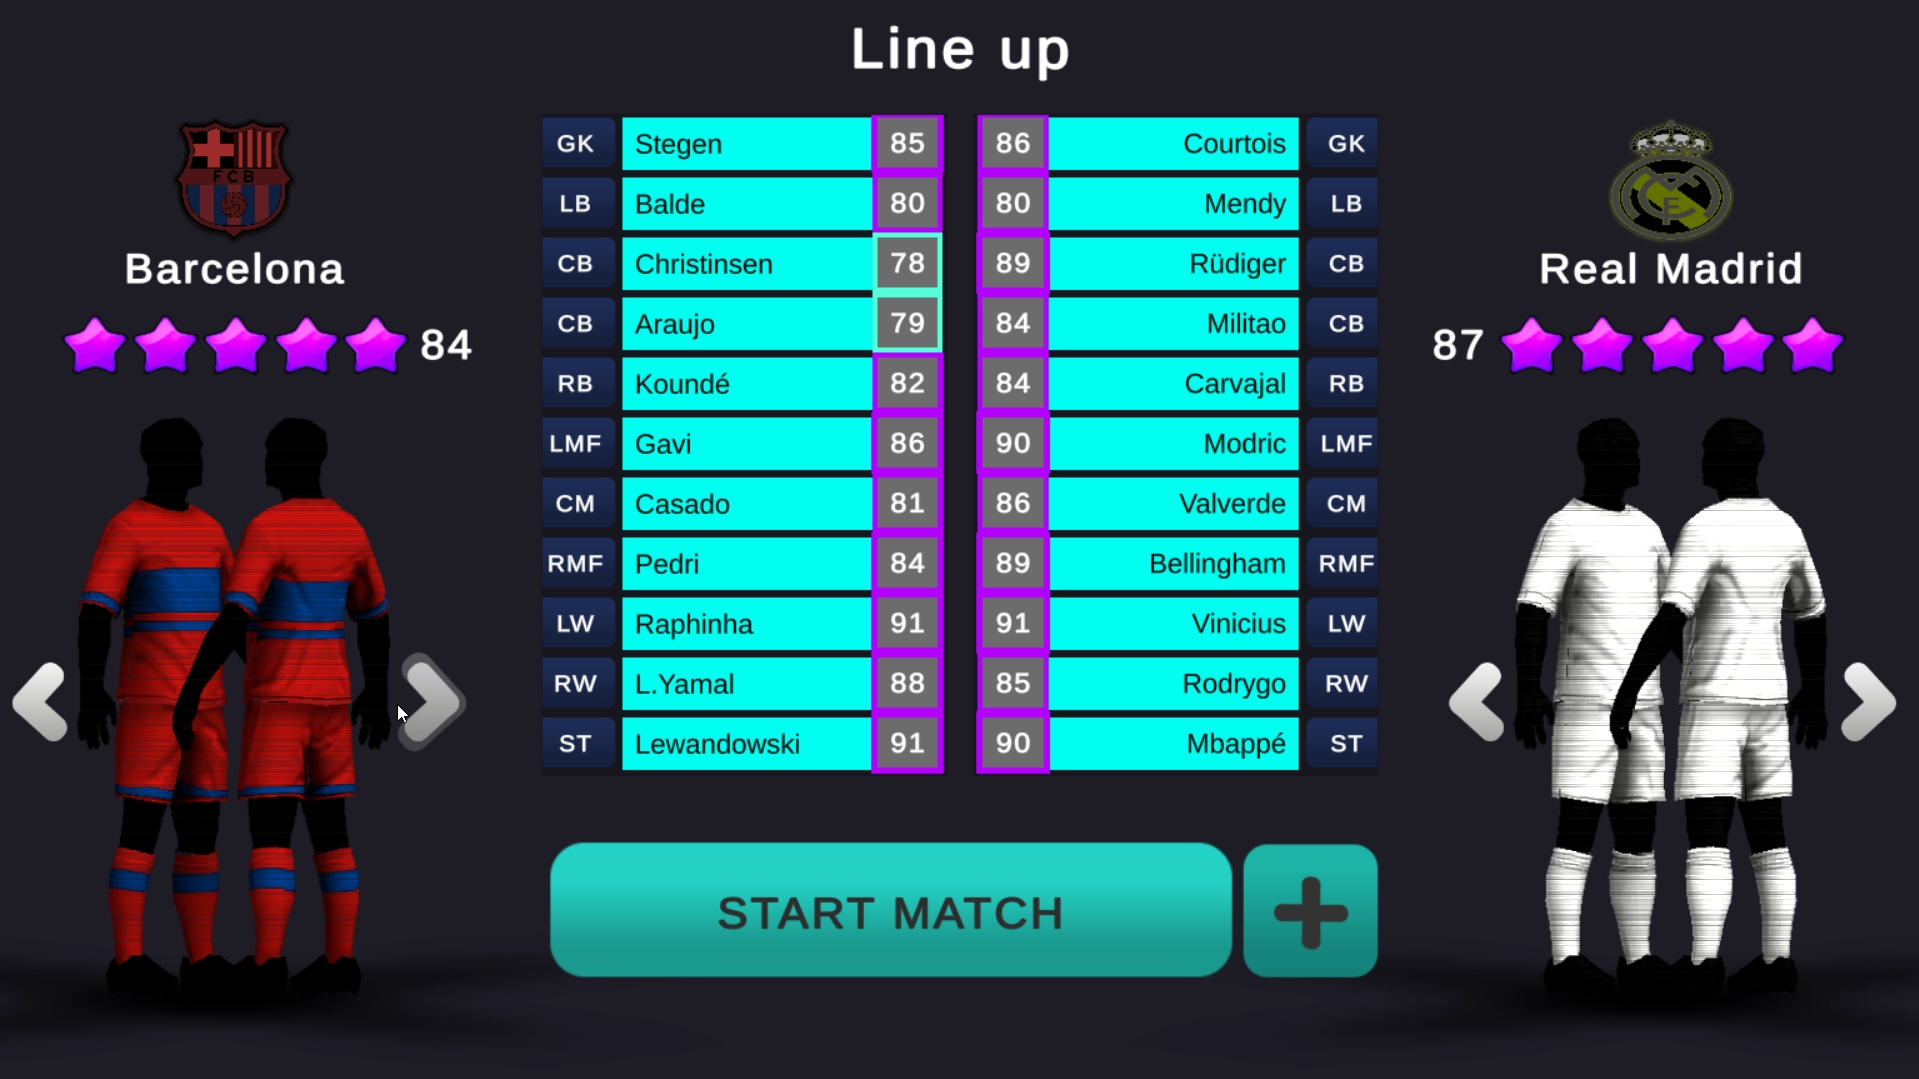 Line up
FCB
Barcelona
84
Real Madrid
87
GK Stegen 85 86 Courtois GK
LB Balde 80 80 Mendy LB
CB Christinsen 78 89 Rüdiger CB
CB Araujo 79 84 Militao CB
RB Koundé 82 84 Carvajal RB
LMF Gavi 86 90 Modric LMF
CM Casado 81 86 Valverde CM
RMF Pedri 84 89 Bellingham RMF
LW Raphinha 91 91 Vinicius LW
RW L.Yamal 88 85 Rodrygo RW
ST Lewandowski 91 90 Mbappé ST
START MATCH